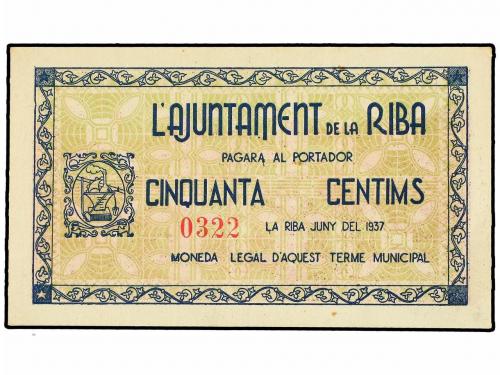 L'AJUNTAMENT DE LA RIBA
PAGARÀ AL PORTADOR
CINQUANTA CENTIMS
0322 LA RIBA JUNY DEL 1937
MONEDA LEGAL D'AQUEST TERME MUNICIPAL